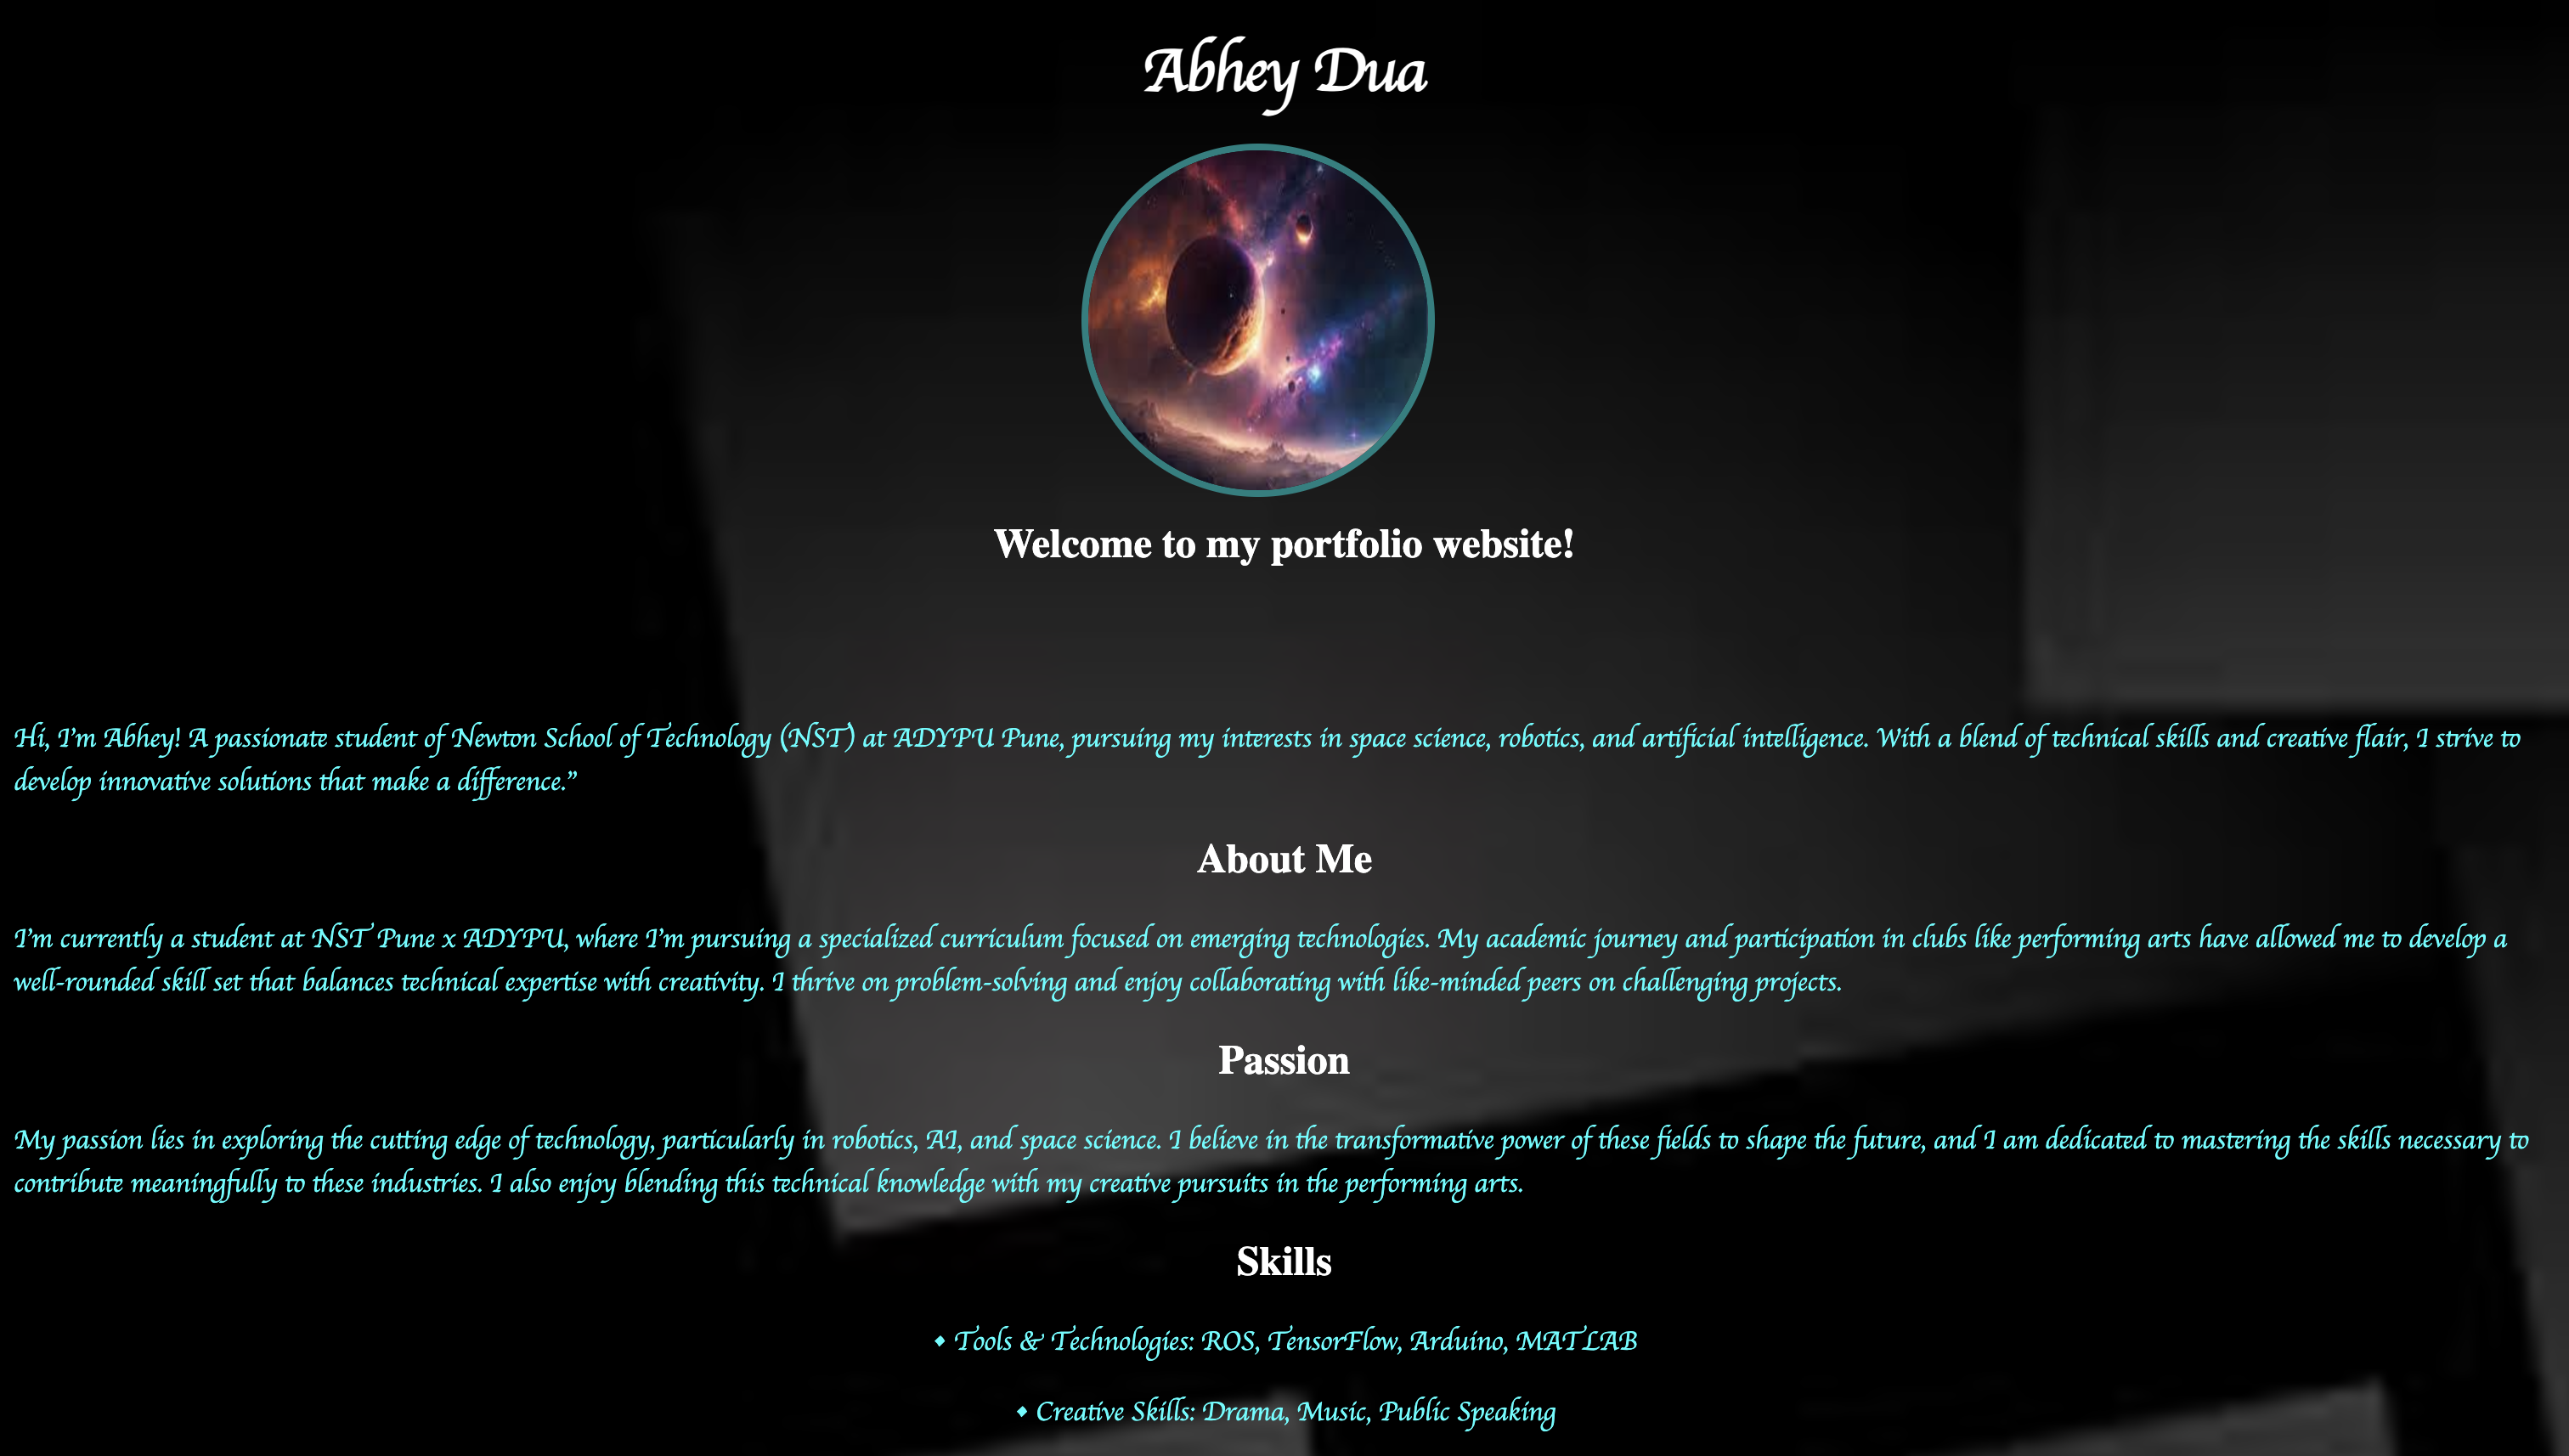 Abhey Dua
Welcome to my portfolio website!
Hi, I'm Abhey! A passionate student of Newton School of Technology (NST) at ADYPU Pune, pursuing my interests in space science, robotics, and artificial intelligence. With a blend of technical skills and creative flair, I strive to
develop innovative solutions that make a difference.”
About Me
I'm currently a student at NST Pune x ADYPU, where I'm pursuing a specialized curriculum focused on emerging technologies. My academic journey and participation in clubs like performing arts have allowed me to develop a
well-rounded skill set that balances technical expertise with creativity. I thrive on problem-solving and enjoy collaborating with like-minded peers on challenging projects.
Passion
My passion lies in exploring the cutting edge of technology, particularly in robotics, AI, and space science. I believe in the transformative power of these fields to shape the future, and I am dedicated to mastering the skills necessary to
contribute meaningfully to these industries. I also enjoy blending this technical knowledge with my creative pursuits in the performing arts.
Skills
• Tools & Technologies: ROS, TensorFlow, Arduino, MATLAB
• Creative Skills: Drama, Music, Public Speaking